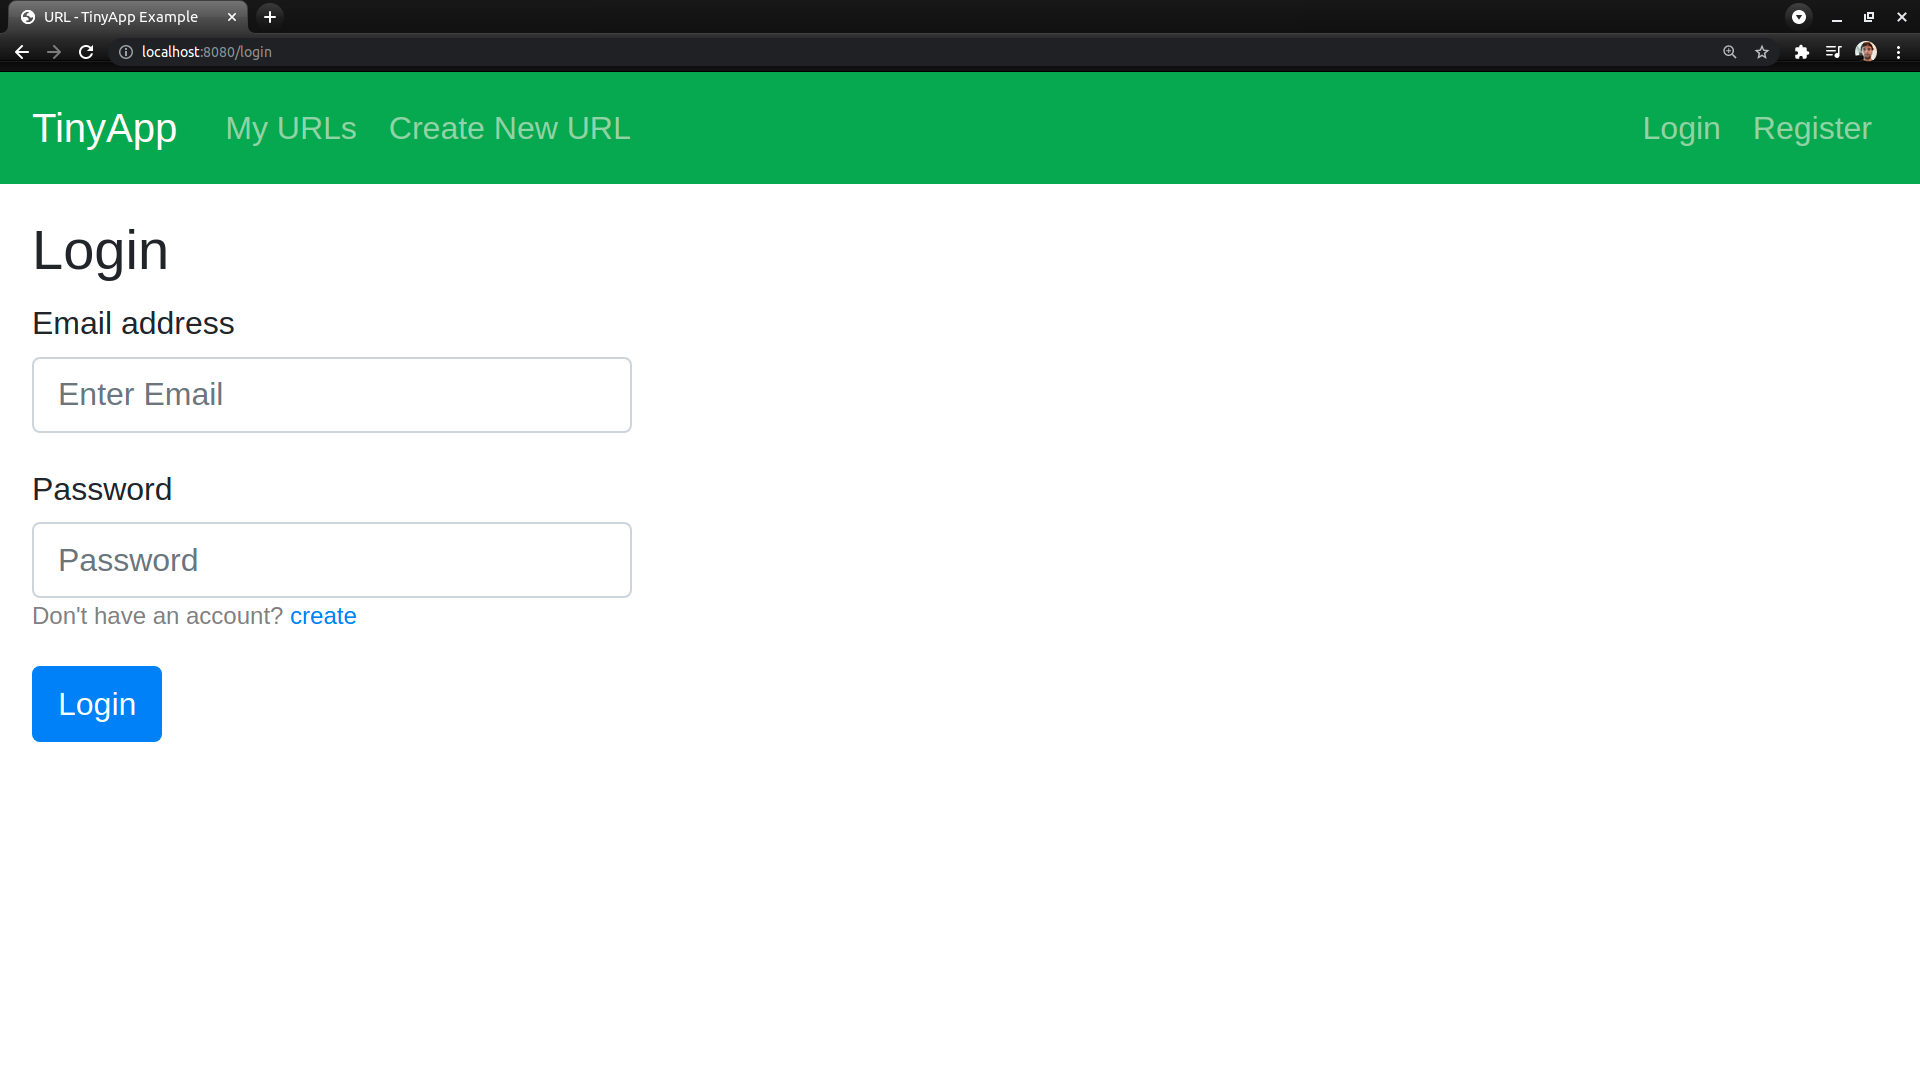 URL - TinyApp Example
localhost:8080/login
TinyApp My URLs Create New URL Login Register
Login
Email address
Enter Email
Password
Password
Don't have an account? create
Login